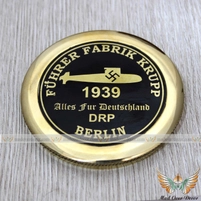 FÜHRER FABRIK KRUPP
1939
Alles Fur Deutschland
DRP
BERLIN